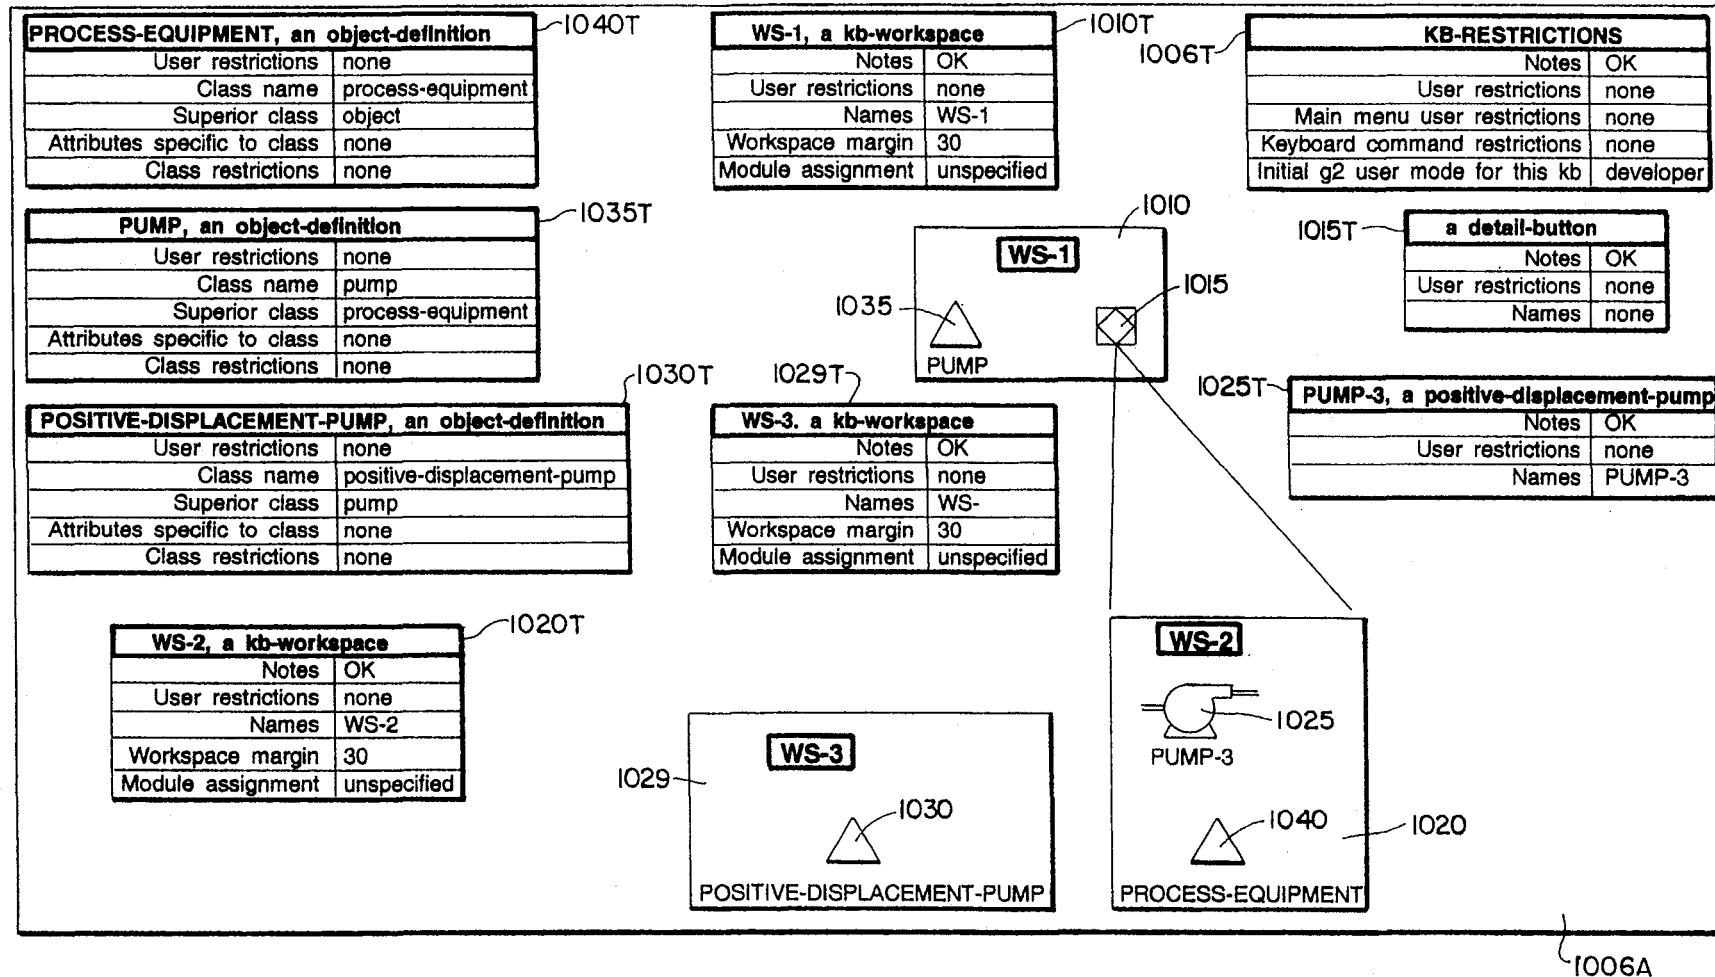 PROCESS-EQUIPMENT, an object-definition
User restrictions none
Class name process-equipment
Superior class object
Attributes specific to class none
Class restrictions none
1040T
WS-1, a kb-workspace
Notes OK
User restrictions none
Names WS-1
Workspace margin 30
Module assignment unspecified
1010T
1006T
KB-RESTRICTIONS
Notes OK
User restrictions none
Main menu user restrictions none
Keyboard command restrictions none
Initial g2 user mode for this kb developer
PUMP, an object-definition
User restrictions none
Class name pump
Superior class process-equipment
Attributes specific to class none
Class restrictions none
1035T
1010
WS-1
1035
PUMP
1015
1015T
a detail-button
Notes OK
User restrictions none
Names none
POSITIVE-DISPLACEMENT-PUMP, an object-definition
User restrictions none
Class name positive-displacement-pump
Superior class pump
Attributes specific to class none
Class restrictions none
1030T
1029T
WS-3. a kb-workspace
Notes OK
User restrictions none
Names WS-
Workspace margin 30
Module assignment unspecified
1025T
PUMP-3, a positive-displacement-pump
Notes OK
User restrictions none
Names PUMP-3
WS-2, a kb-workspace
Notes OK
User restrictions none
Names WS-2
Workspace margin 30
Module assignment unspecified
1020T
WS-3
1029
1030
POSITIVE-DISPLACEMENT-PUMP
WS-2
1025
PUMP-3
1040
1020
PROCESS-EQUIPMENT
1006A